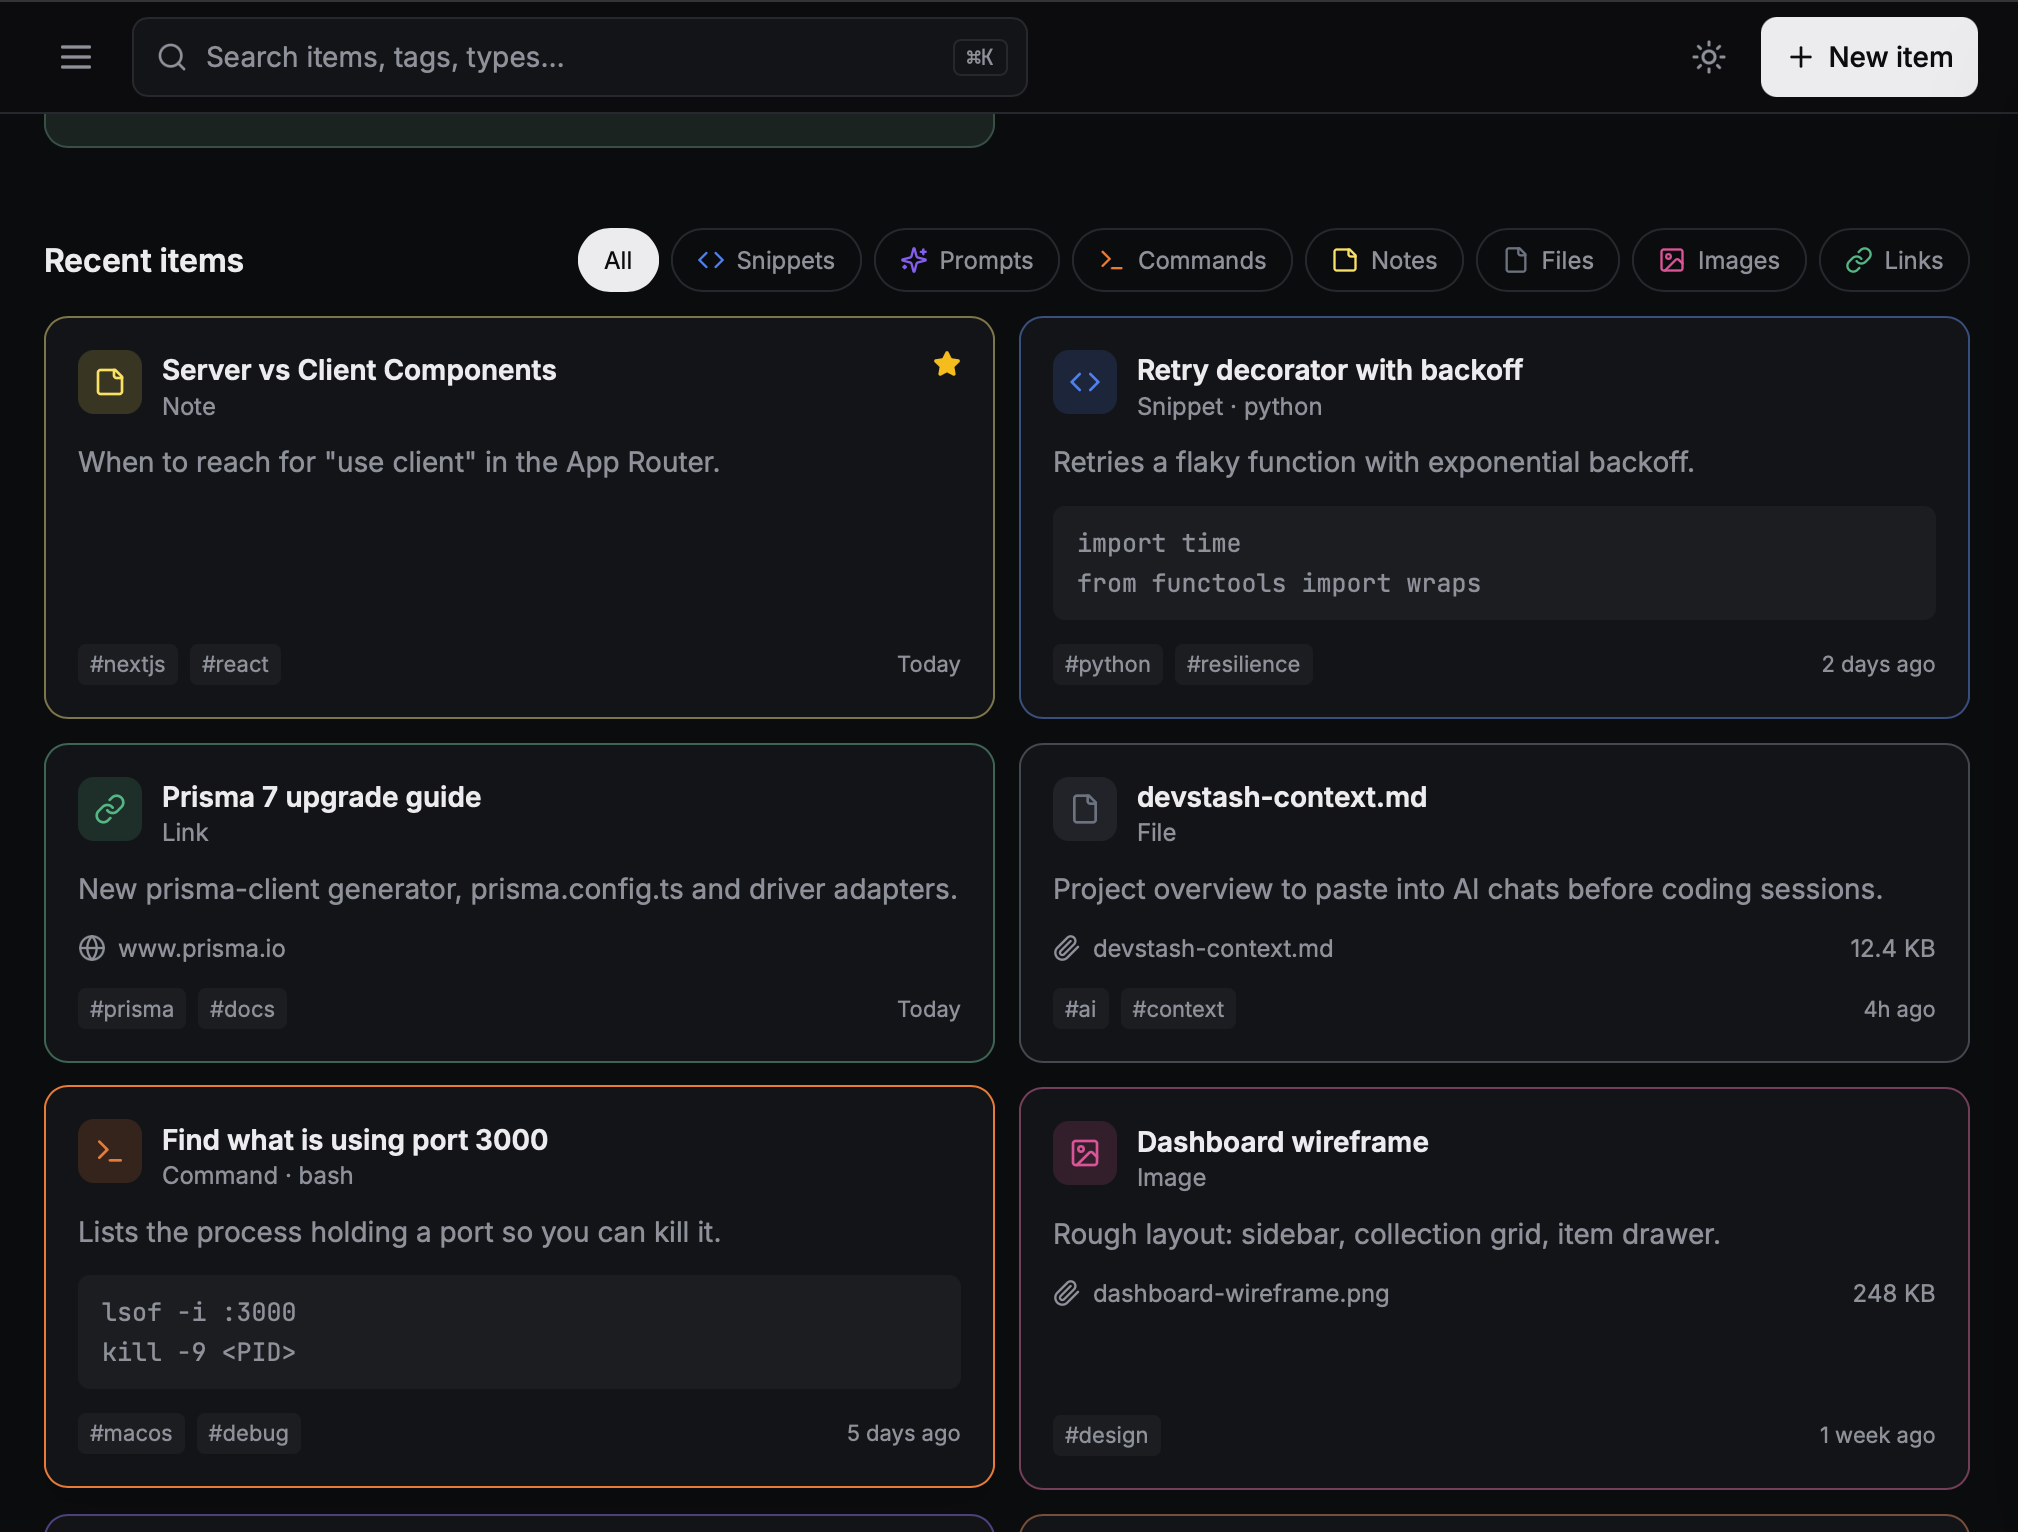 Search items, tags, types...
⌘K
New item
Recent items
All
Snippets
Prompts
Commands
Notes
Files
Images
Links
Server vs Client Components
Note
When to reach for "use client" in the App Router.
#nextjs #react
Today
Retry decorator with backoff
Snippet · python
Retries a flaky function with exponential backoff.
import time
from functools import wraps
#python #resilience
2 days ago
Prisma 7 upgrade guide
Link
New prisma-client generator, prisma.config.ts and driver adapters.
www.prisma.io
#prisma #docs
Today
devstash-context.md
File
Project overview to paste into AI chats before coding sessions.
devstash-context.md
12.4 KB
#ai #context
4h ago
Find what is using port 3000
Command · bash
Lists the process holding a port so you can kill it.
lsof -i :3000
kill -9 <PID>
#macos #debug
5 days ago
Dashboard wireframe
Image
Rough layout: sidebar, collection grid, item drawer.
dashboard-wireframe.png
248 KB
#design
1 week ago